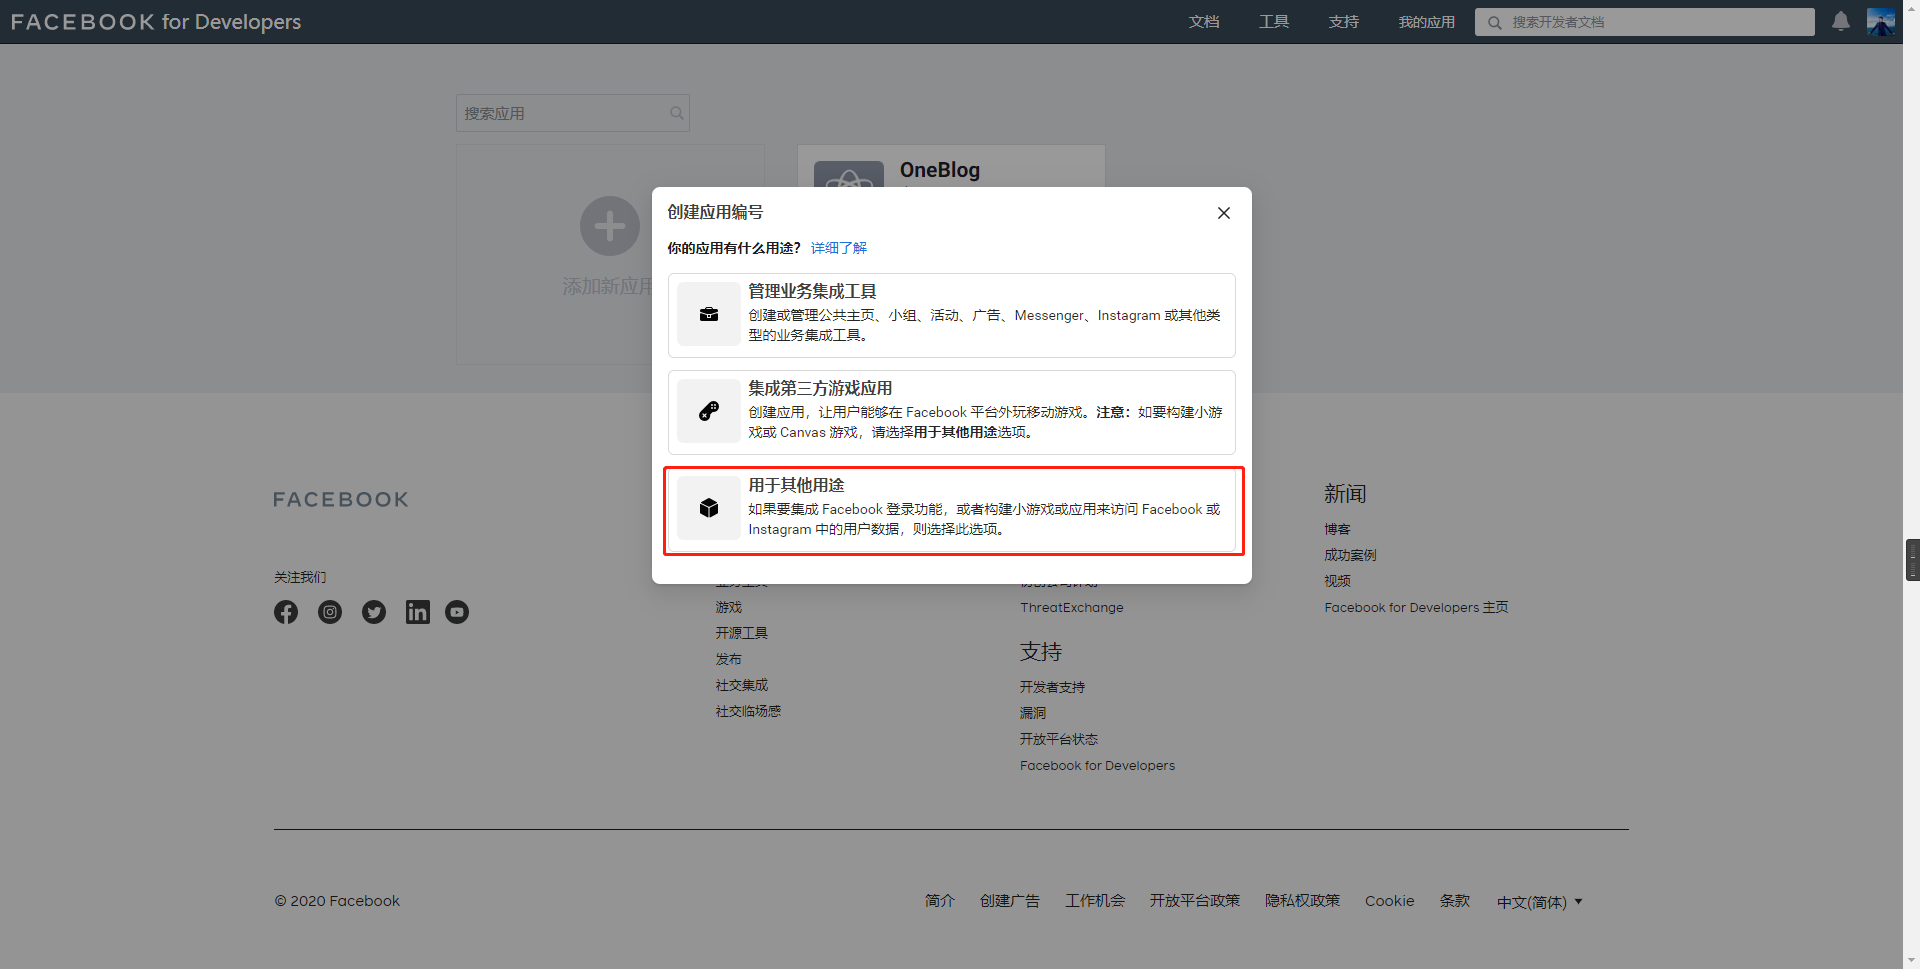 FACEBOOK for Developers
文档
工具
支持
我的应用
搜索开发者文档
搜索应用
添加新应用
OneBlog
创建应用编号
你的应用有什么用途？ 详细了解
管理业务集成工具
创建或管理公共主页、小组、活动、广告、Messenger、Instagram 或其他类
型的业务集成工具。
集成第三方游戏应用
创建应用，让用户能够在 Facebook 平台外玩移动游戏。注意：如要构建小游
戏或 Canvas 游戏，请选择用于其他用途选项。
用于其他用途
如果要集成 Facebook 登录功能，或者构建小游戏或应用来访问 Facebook 或
Instagram 中的用户数据，则选择此选项。
FACEBOOK
关注我们
游戏
开源工具
发布
社交集成
社交临场感
ThreatExchange
支持
开发者支持
漏洞
开放平台状态
Facebook for Developers
新闻
博客
成功案例
视频
Facebook for Developers 主页
© 2020 Facebook
简介
创建广告
工作机会
开放平台政策
隐私权政策
Cookie
条款
中文(简体)